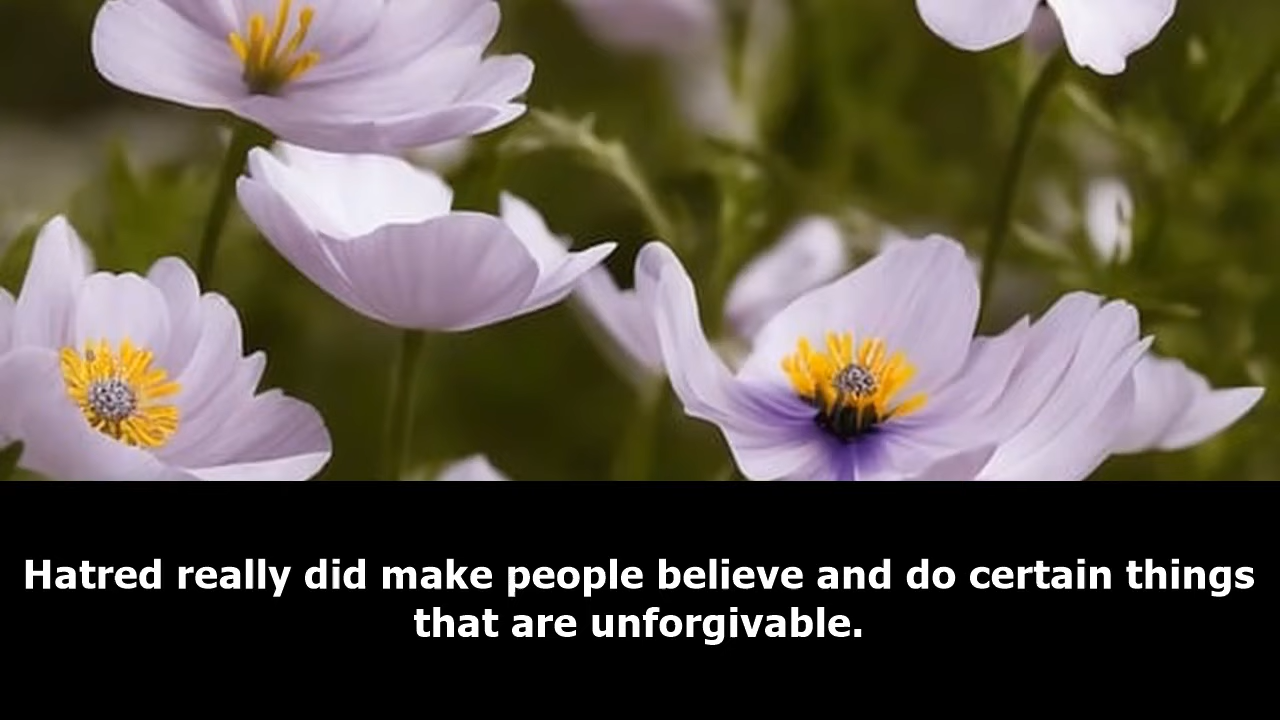 Hatred really did make people believe and do certain things
that are unforgivable.